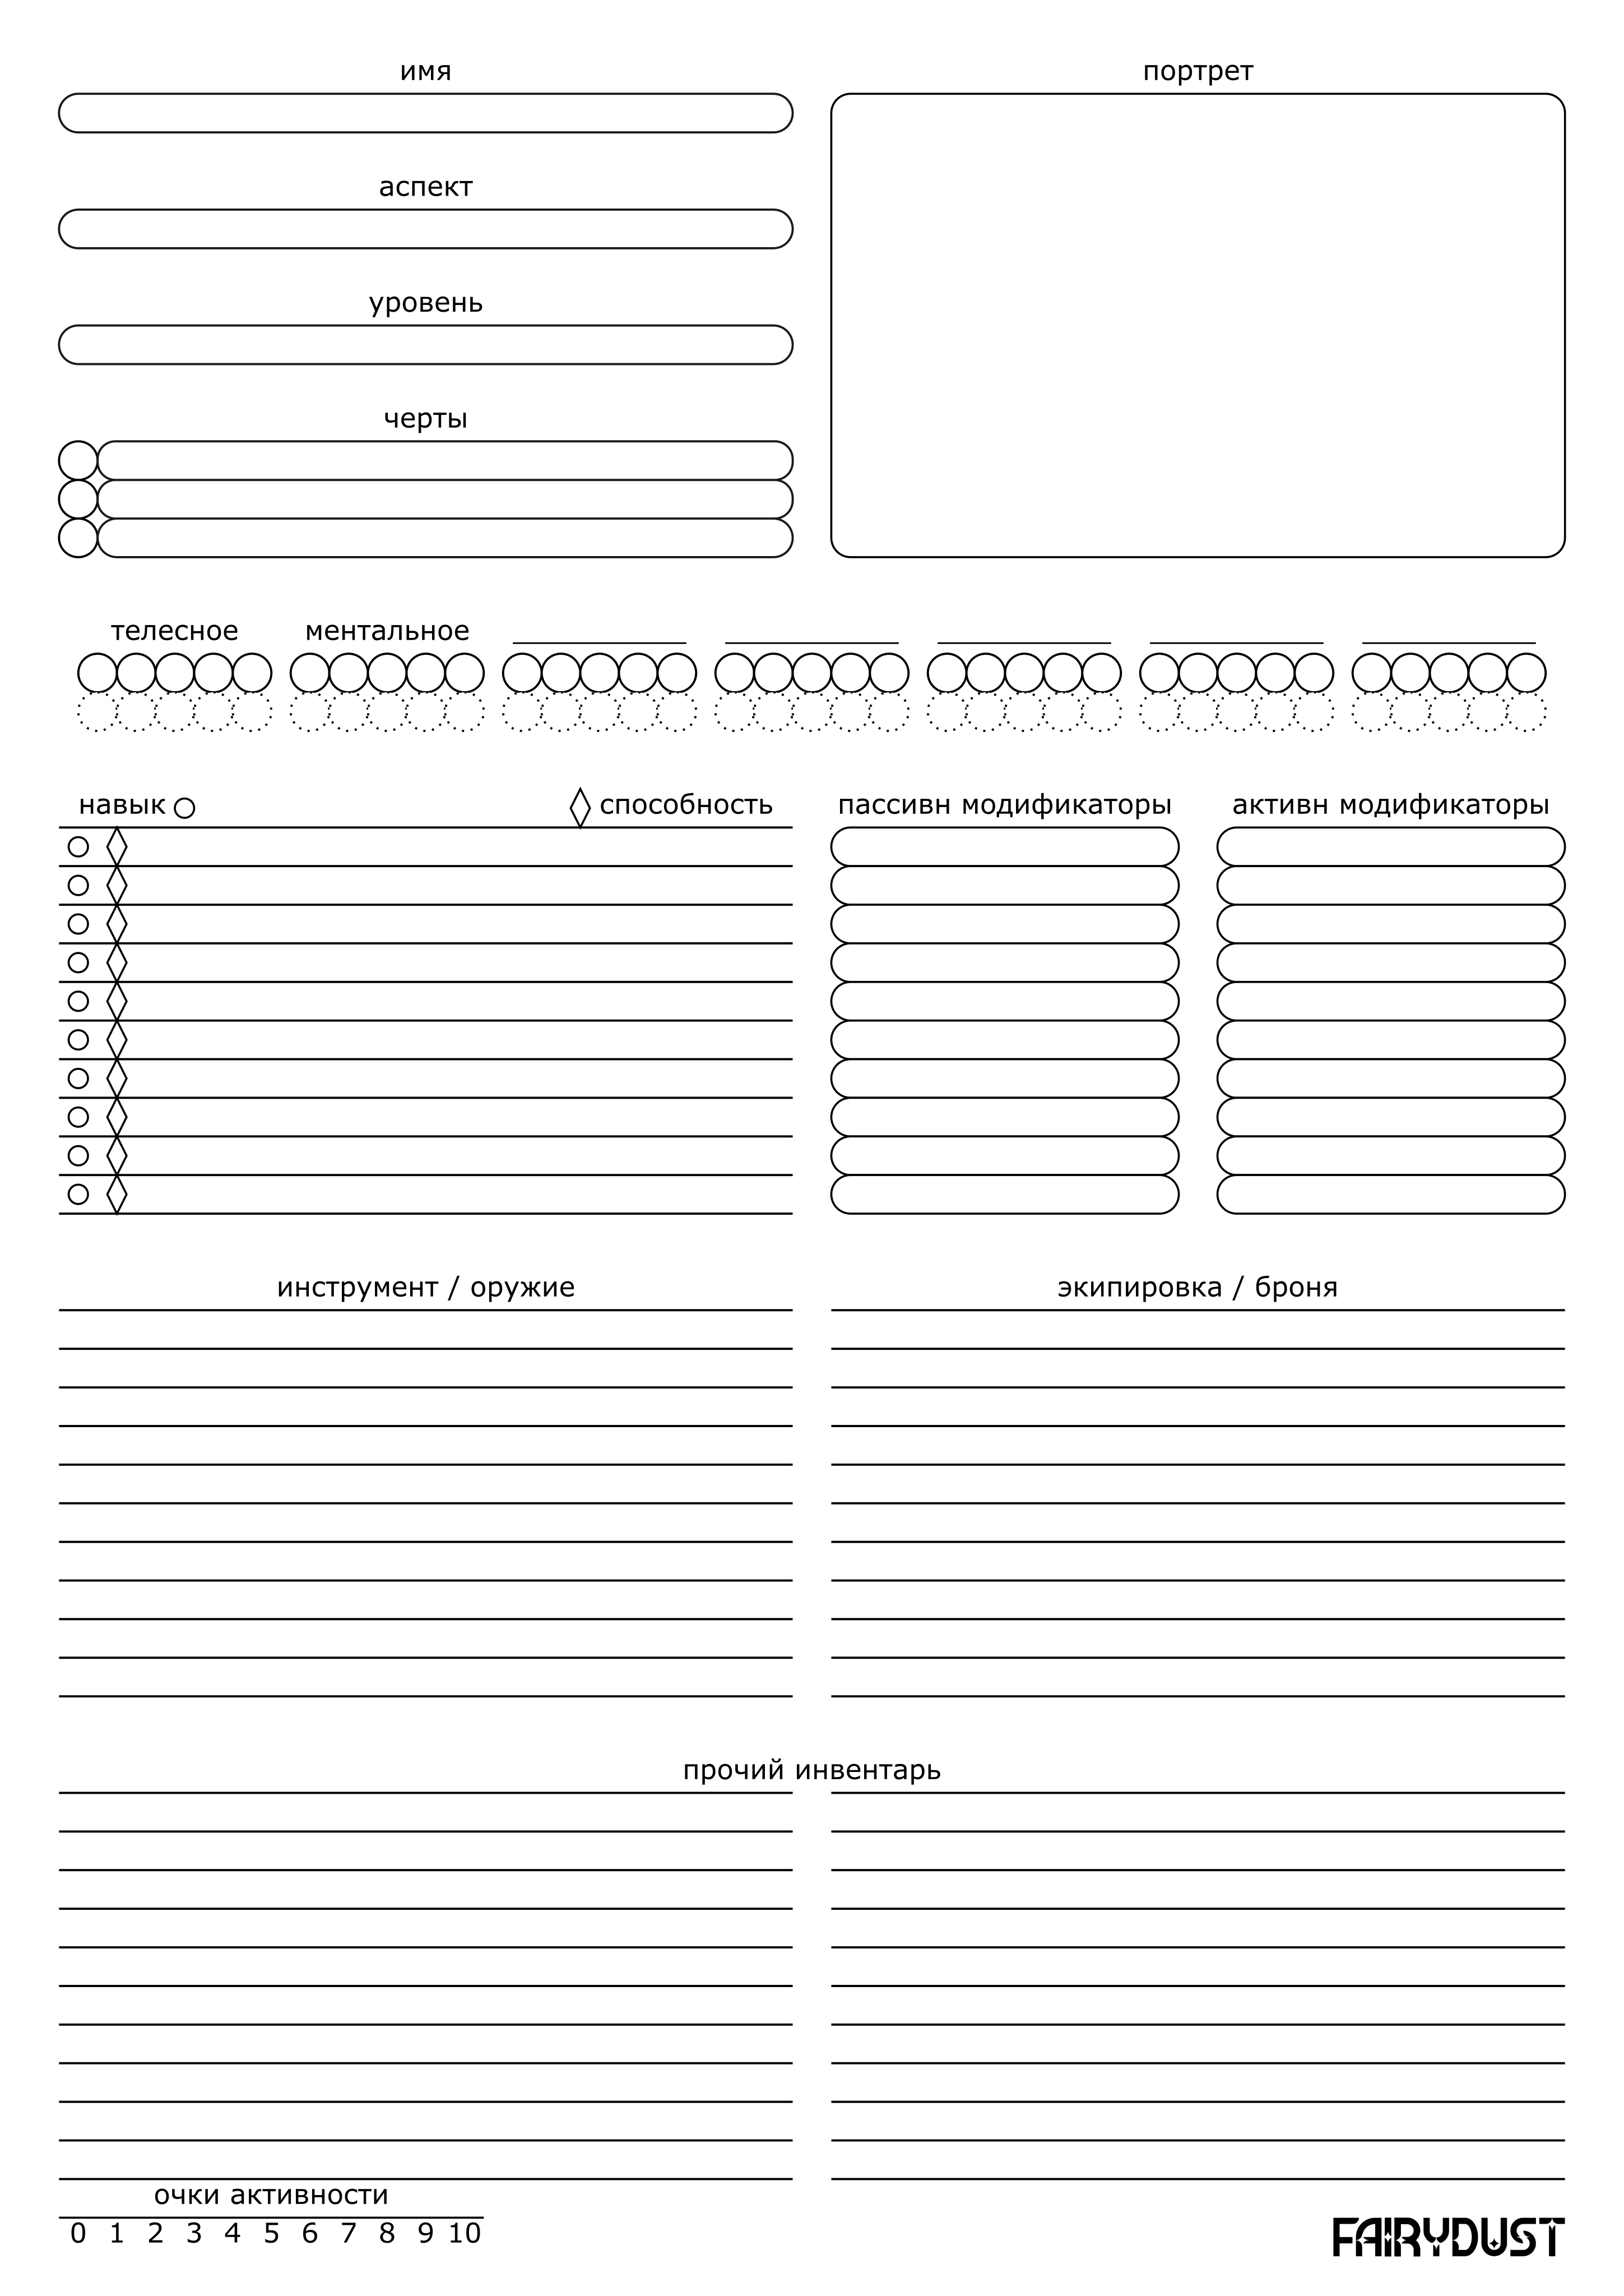 имя
портрет
аспект
уровень
черты
телесное ментальное
навык способность
пассивн модификаторы активн модификаторы
инструмент / оружие
экипировка / броня
прочий инвентарь
очки активности
0 1 2 3 4 5 6 7 8 9 10
FAIRYDUST